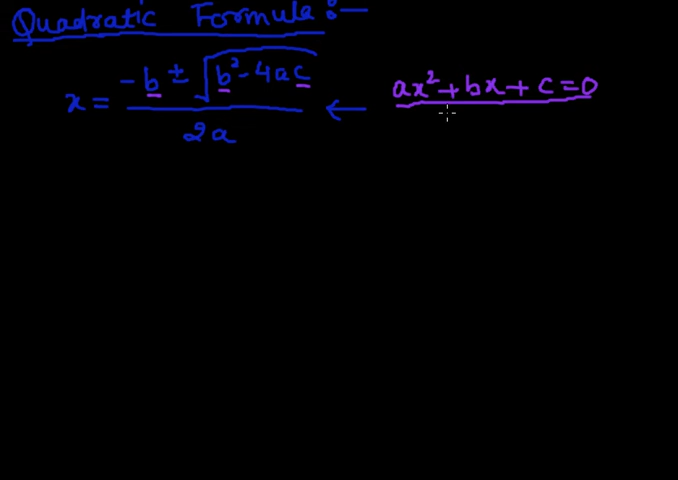 Quadratic Formula :—
x = (-b ± √(b² - 4ac)) / 2a ← ax² + bx + c = 0